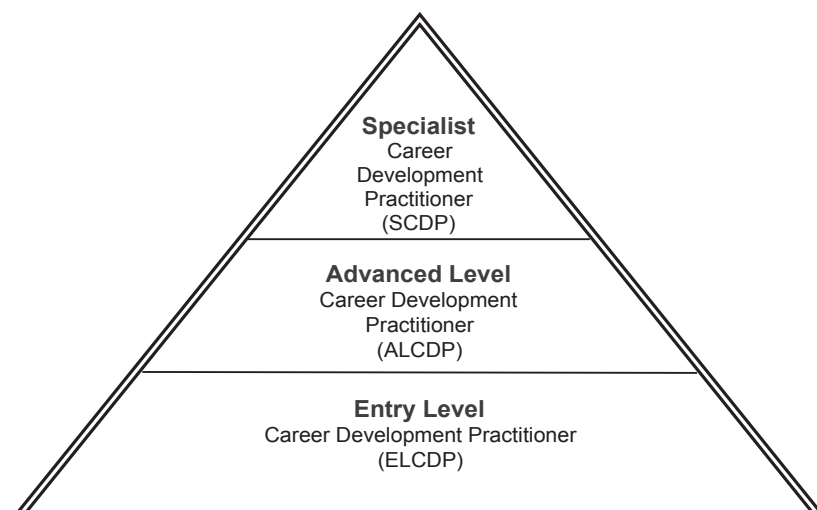 Specialist
Career
Development
Practitioner
(SCDP)
Advanced Level
Career Development
Practitioner
(ALCDP)
Entry Level
Career Development Practitioner
(ELCDP)